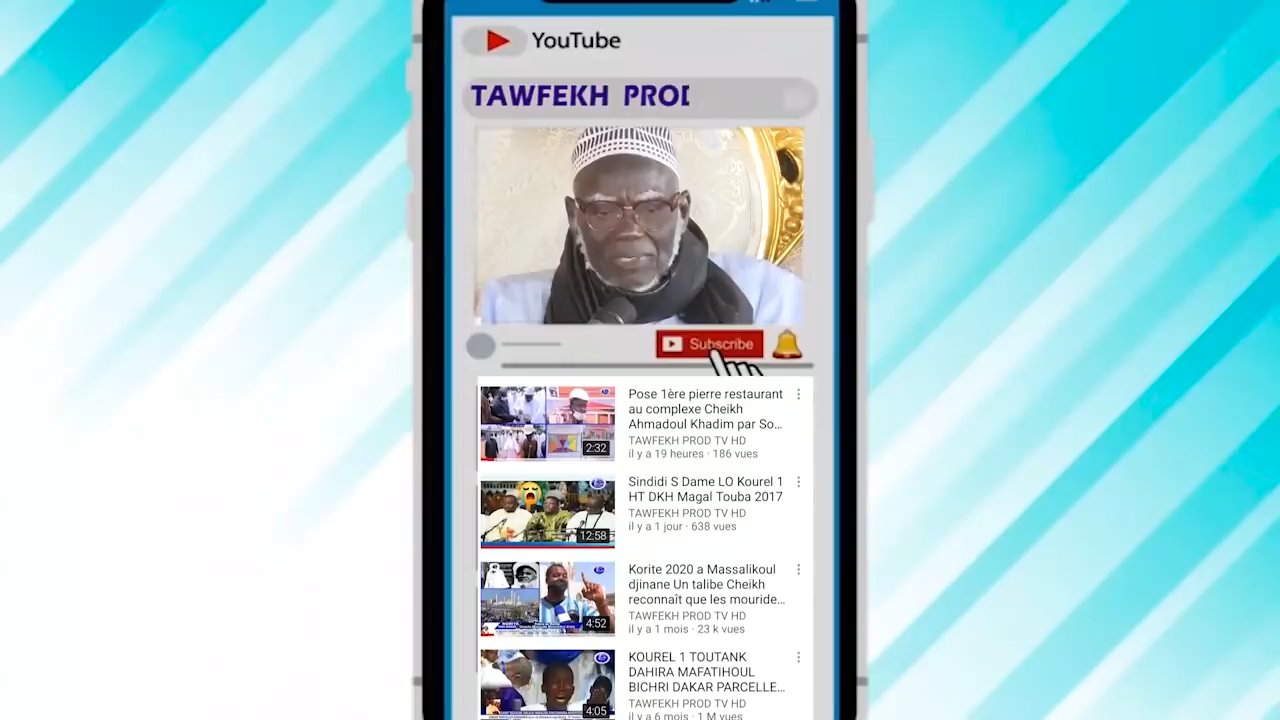 YouTube
TAWFEKH PROD
Subscribe
Pose 1ère pierre restaurant
au complexe Cheikh
Ahmadoul Khadim par So...
TAWFEKH PROD TV HD
il y a 19 heures · 186 vues
2:32
Sindidi S Dame LO Kourel 1
HT DKH Magal Touba 2017
TAWFEKH PROD TV HD
il y a 1 jour · 638 vues
12:58
Korite 2020 a Massalikoul
djinane Un talibe Cheikh
reconnaît que les mouride...
TAWFEKH PROD TV HD
il y a 1 mois · 23 k vues
4:52
KOUREL 1 TOUTANK
DAHIRA MAFATIHOUL
BICHRI DAKAR PARCELLE...
TAWFEKH PROD TV HD
il y a 6 mois · 1 M vues
4:05